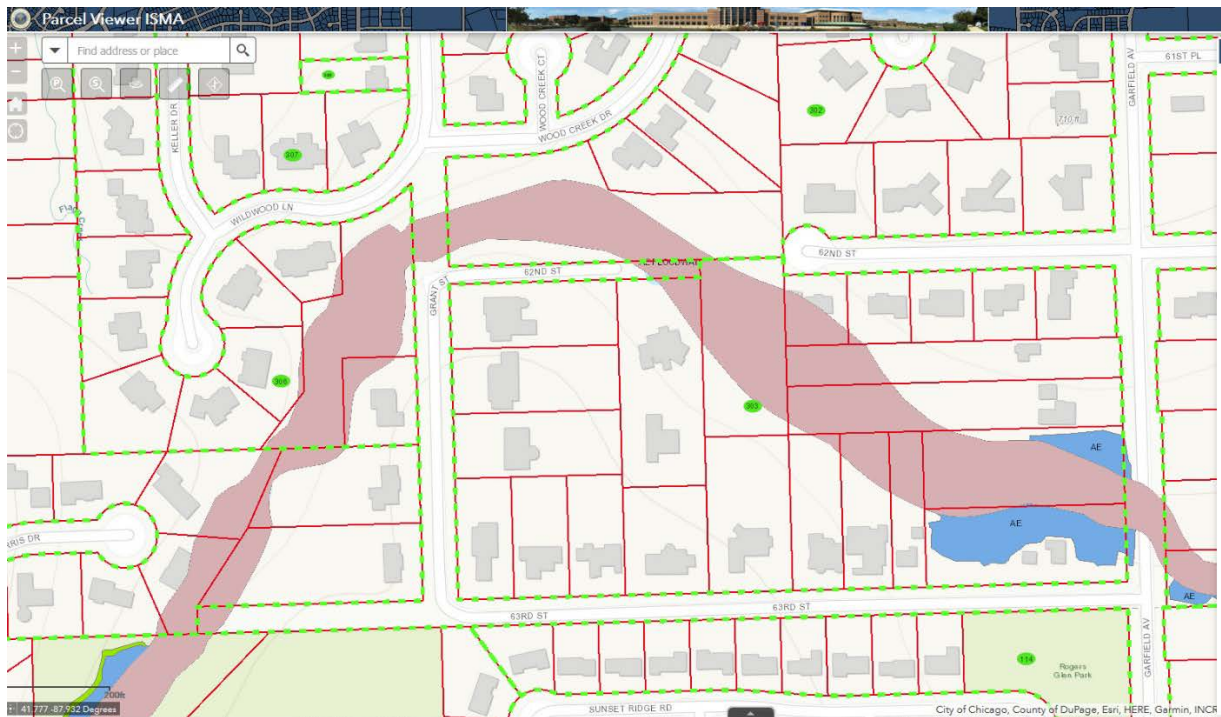 Parcel Viewer ISMA
Find address or place
61ST PL
GARFIELD AV
WOOD CREEK CT
WOOD CREEK DR
302
KELLER DR
307
WILDWOOD LN
62ND ST
62ND ST
GRANT ST
308
303
AE
AE
RRIS DR
AE
63RD ST
63RD ST
GARFIELD AV
114
Rogers
Glen Park
200ft
41.777 -87.932 Degrees
SUNSET RIDGE RD
City of Chicago, County of DuPage, Esri, HERE, Garmin, INCR